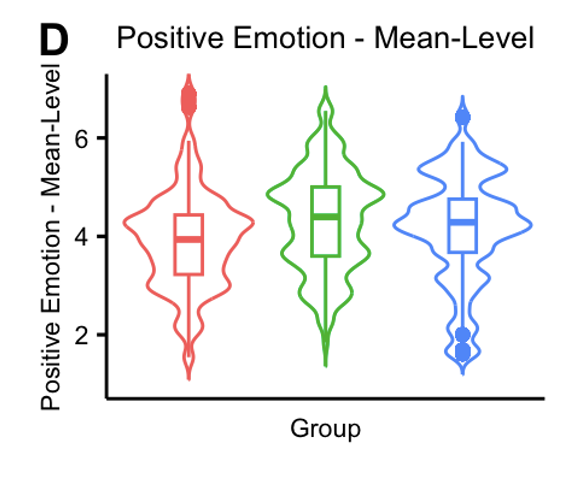 D
Positive Emotion - Mean-Level
Positive Emotion - Mean-Level
6
4
2
Group